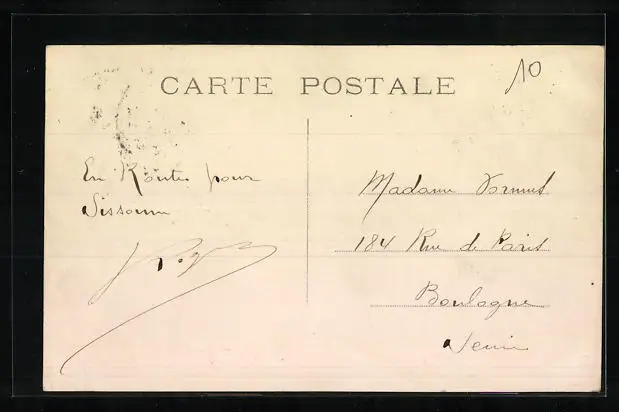 CARTE POSTALE
10
En Route pour
Sissonne
Madame
184 Rue de Paris
Boulogne
Seine